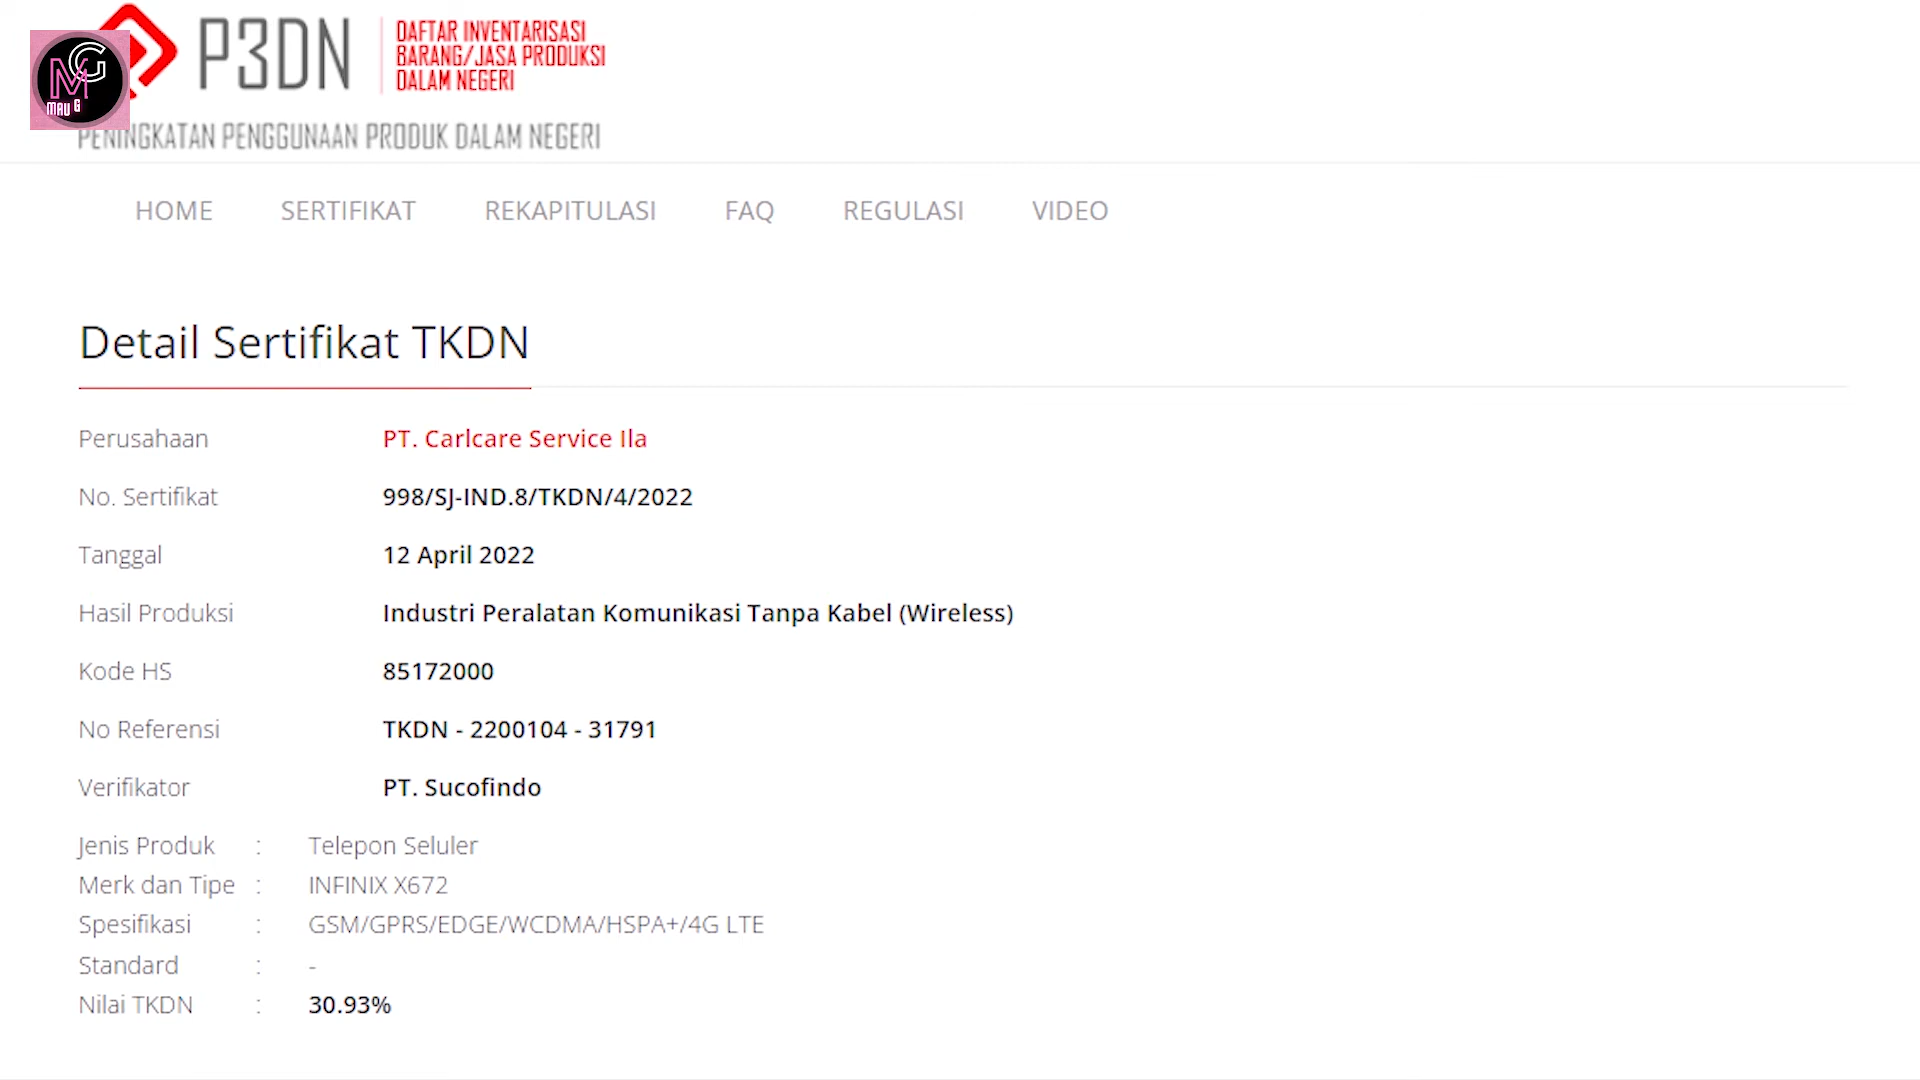 P3DN
DAFTAR INVENTARISASI
BARANG/JASA PRODUKSI
DALAM NEGERI
MG
MAU G
PENINGKATAN PENGGUNAAN PRODUK DALAM NEGERI
HOME SERTIFIKAT REKAPITULASI FAQ REGULASI VIDEO
Detail Sertifikat TKDN
Perusahaan PT. Carlcare Service Ila
No. Sertifikat 998/SJ-IND.8/TKDN/4/2022
Tanggal 12 April 2022
Hasil Produksi Industri Peralatan Komunikasi Tanpa Kabel (Wireless)
Kode HS 85172000
No Referensi TKDN - 2200104 - 31791
Verifikator PT. Sucofindo
Jenis Produk : Telepon Seluler
Merk dan Tipe : INFINIX X672
Spesifikasi : GSM/GPRS/EDGE/WCDMA/HSPA+/4G LTE
Standard : -
Nilai TKDN : 30.93%